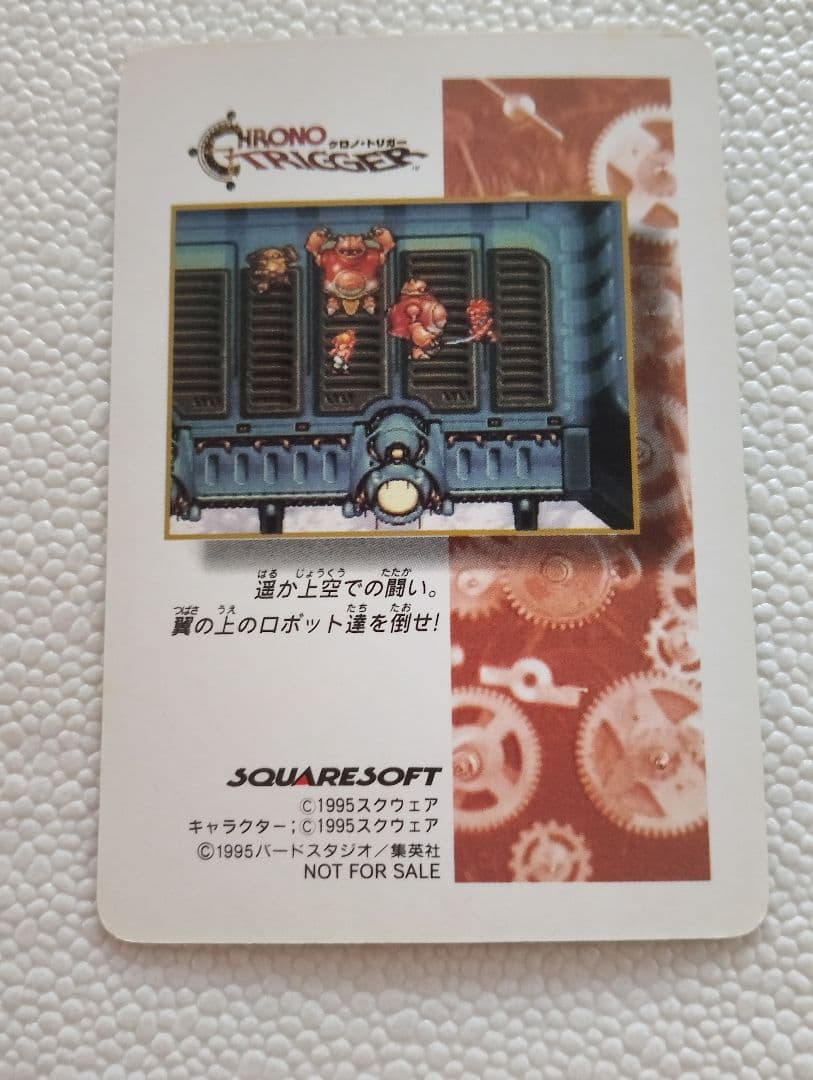 CHRONO
クロノ・トリガー
TRIGGER™
はる じょうくう たたか
遥か上空での闘い。
つばさ うえ たち たお
翼の上のロボット達を倒せ!
SQUARESOFT
Ⓒ1995スクウェア
キャラクター;Ⓒ1995スクウェア
Ⓒ1995バードスタジオ/集英社
NOT FOR SALE